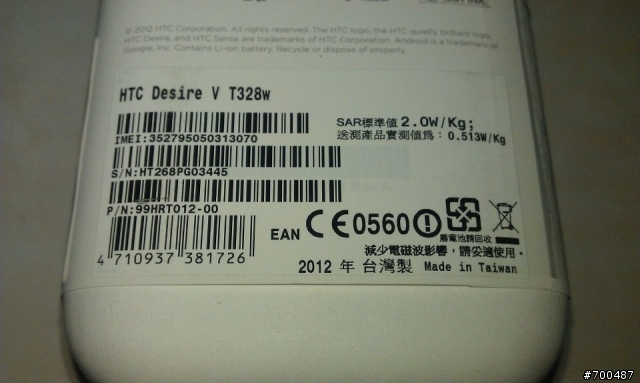 © 2012 HTC Corporation. All rights reserved. The HTC logo, the HTC quietly brilliant logo,
HTC Desire, and HTC Sense are trademarks of HTC Corporation. Android is a trademark of
Google, Inc. Contains Li-ion battery. Recycle or dispose of properly.
HTC Desire V T328w
SAR標準值 2.0W/Kg;
IMEI:352795050313070
送測產品實測值為: 0.513W/Kg
S/N:HT268PG03445
P/N:99HRT012-00
EAN CE0560
廢電池請回收
減少電磁波影響，請妥適使用。
4 710937 381726
2012 年 台灣製 Made in Taiwan
#700487